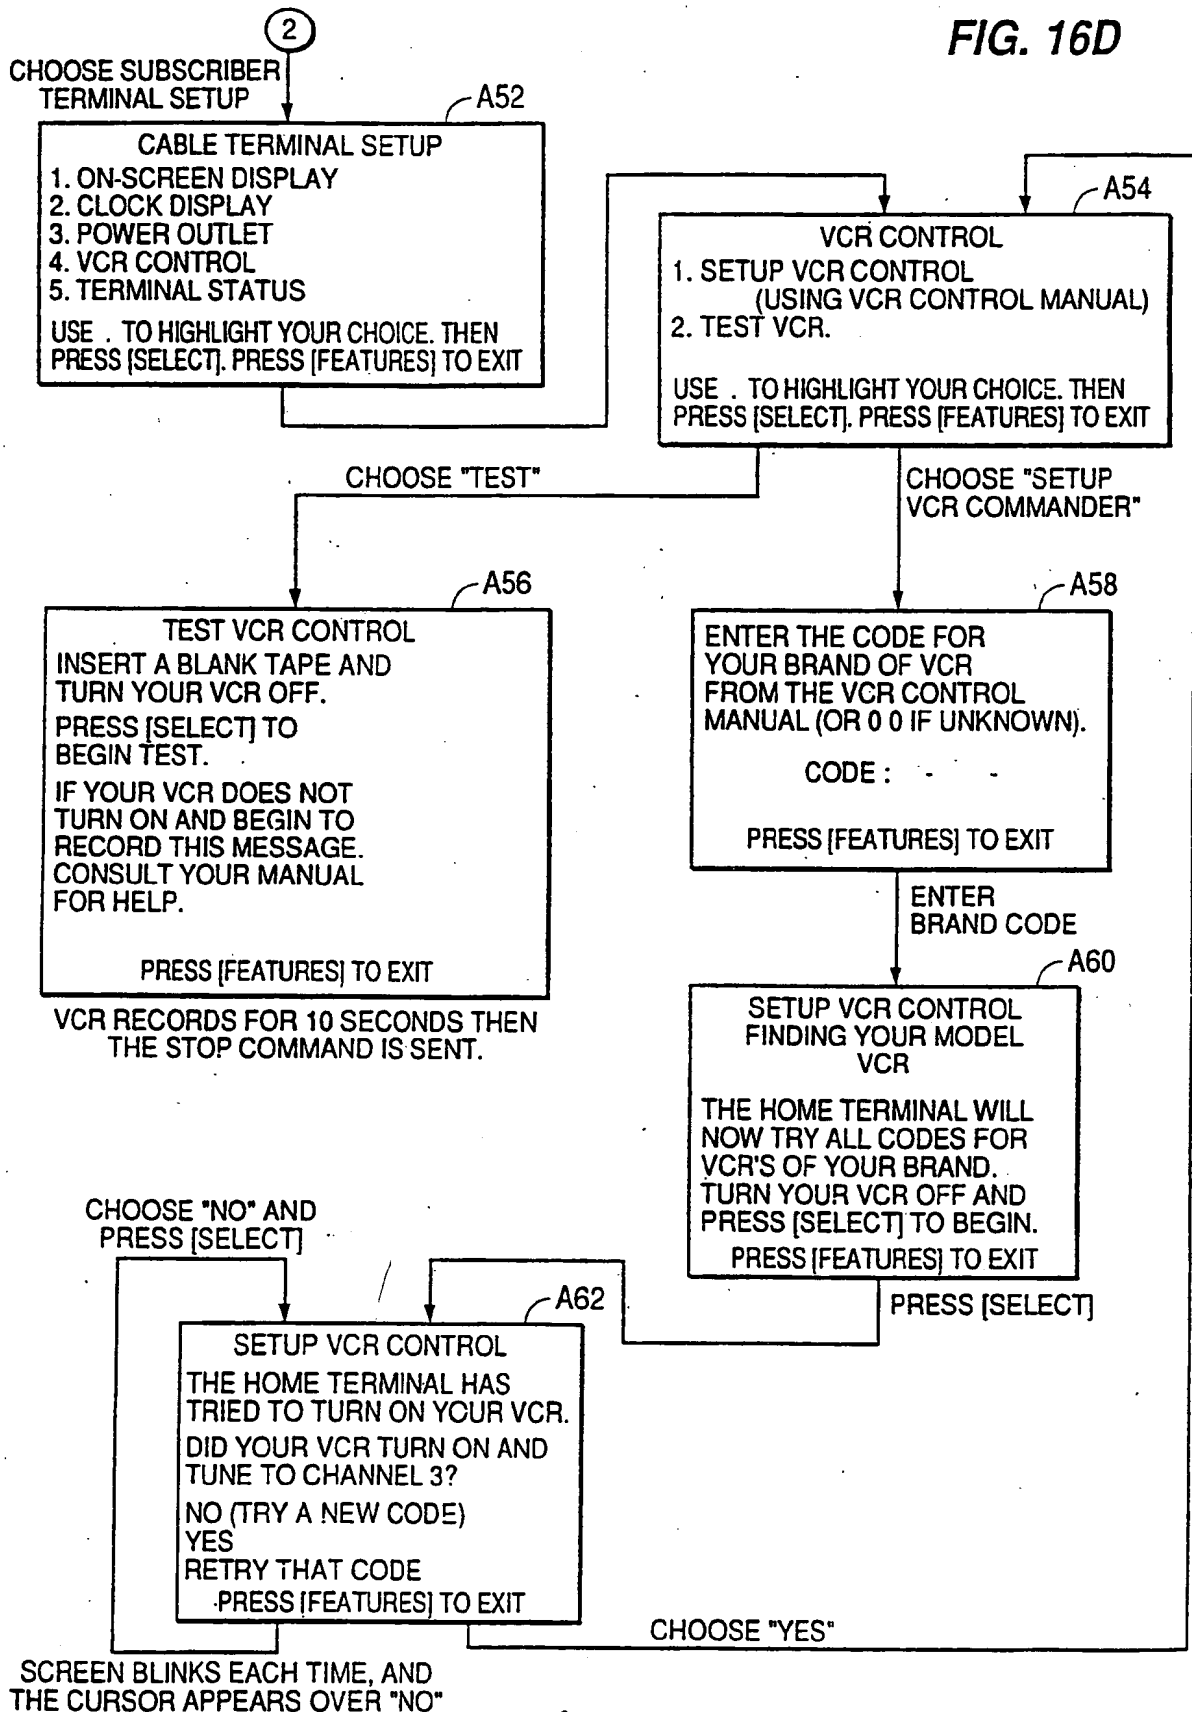 FIG. 16D
2
CHOOSE SUBSCRIBER
TERMINAL SETUP
A52
CABLE TERMINAL SETUP
1. ON-SCREEN DISPLAY
2. CLOCK DISPLAY
3. POWER OUTLET
4. VCR CONTROL
5. TERMINAL STATUS
USE . TO HIGHLIGHT YOUR CHOICE. THEN
PRESS [SELECT]. PRESS [FEATURES] TO EXIT
A54
VCR CONTROL
1. SETUP VCR CONTROL
(USING VCR CONTROL MANUAL)
2. TEST VCR.
USE . TO HIGHLIGHT YOUR CHOICE. THEN
PRESS [SELECT]. PRESS [FEATURES] TO EXIT
CHOOSE "TEST"
CHOOSE "SETUP
VCR COMMANDER"
A56
TEST VCR CONTROL
INSERT A BLANK TAPE AND
TURN YOUR VCR OFF.
PRESS [SELECT] TO
BEGIN TEST.
IF YOUR VCR DOES NOT
TURN ON AND BEGIN TO
RECORD THIS MESSAGE.
CONSULT YOUR MANUAL
FOR HELP.
PRESS [FEATURES] TO EXIT
VCR RECORDS FOR 10 SECONDS THEN
THE STOP COMMAND IS SENT.
A58
ENTER THE CODE FOR
YOUR BRAND OF VCR
FROM THE VCR CONTROL
MANUAL (OR 0 0 IF UNKNOWN).
CODE : - -
PRESS [FEATURES] TO EXIT
ENTER
BRAND CODE
A60
SETUP VCR CONTROL
FINDING YOUR MODEL
VCR
THE HOME TERMINAL WILL
NOW TRY ALL CODES FOR
VCR'S OF YOUR BRAND.
TURN YOUR VCR OFF AND
PRESS [SELECT] TO BEGIN.
PRESS [FEATURES] TO EXIT
PRESS [SELECT]
CHOOSE "NO" AND
PRESS [SELECT]
A62
SETUP VCR CONTROL
THE HOME TERMINAL HAS
TRIED TO TURN ON YOUR VCR.
DID YOUR VCR TURN ON AND
TUNE TO CHANNEL 3?
NO (TRY A NEW CODE)
YES
RETRY THAT CODE
PRESS [FEATURES] TO EXIT
CHOOSE "YES"
SCREEN BLINKS EACH TIME, AND
THE CURSOR APPEARS OVER "NO"